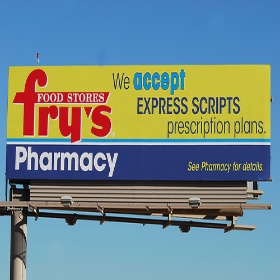 We accept
FOOD STORES
fry's
EXPRESS SCRIPTS
prescription plans.
Pharmacy
See Pharmacy for details.